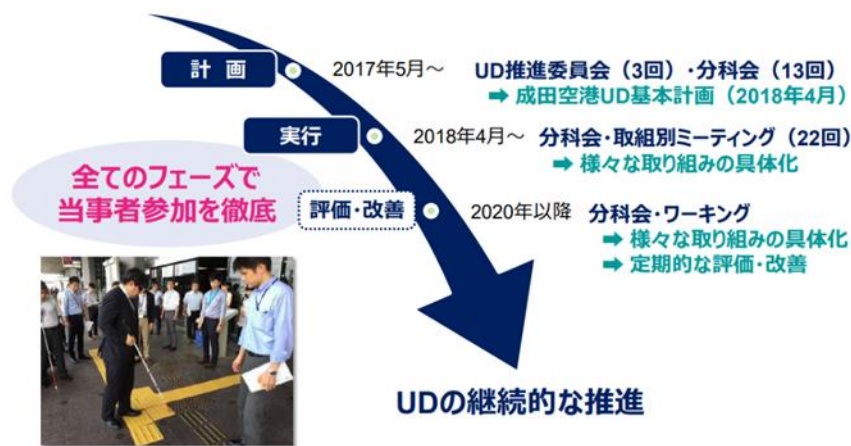 計 画
2017年5月~ UD推進委員会(3回)・分科会(13回)
➡ 成田空港UD基本計画(2018年4月)
実行
2018年4月~ 分科会・取組別ミーティング(22回)
➡ 様々な取り組みの具体化
全てのフェーズで
当事者参加を徹底
評価・改善
2020年以降 分科会・ワーキング
➡ 様々な取り組みの具体化
➡ 定期的な評価・改善
UDの継続的な推進